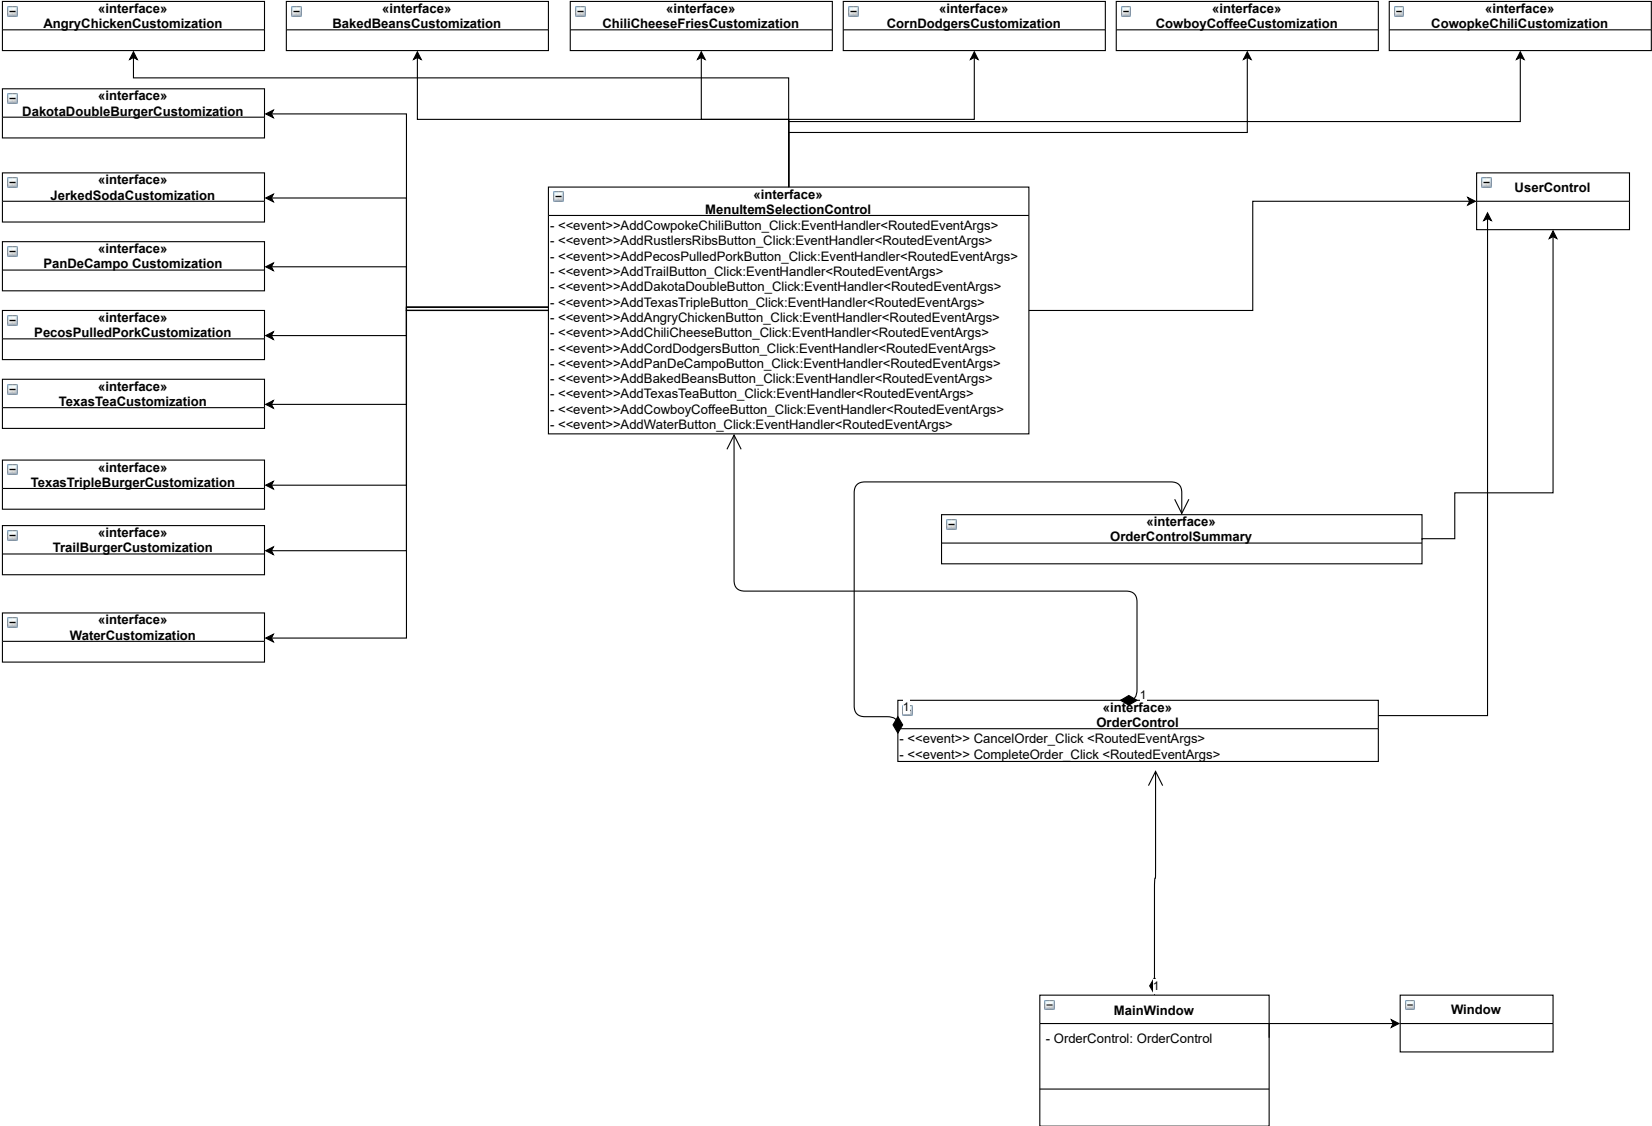 «interface»
AngryChickenCustomization
«interface»
BakedBeansCustomization
«interface»
ChiliCheeseFriesCustomization
«interface»
CornDodgersCustomization
«interface»
CowboyCoffeeCustomization
«interface»
CowopkeChiliCustomization
«interface»
DakotaDoubleBurgerCustomization
«interface»
JerkedSodaCustomization
«interface»
PanDeCampo Customization
«interface»
PecosPulledPorkCustomization
«interface»
TexasTeaCustomization
«interface»
TexasTripleBurgerCustomization
«interface»
TrailBurgerCustomization
«interface»
WaterCustomization
«interface»
MenuItemSelectionControl
- <<event>>AddCowpokeChiliButton_Click:EventHandler<RoutedEventArgs>
- <<event>>AddRustlersRibsButton_Click:EventHandler<RoutedEventArgs>
- <<event>>AddPecosPulledPorkButton_Click:EventHandler<RoutedEventArgs>
- <<event>>AddTrailButton_Click:EventHandler<RoutedEventArgs>
- <<event>>AddDakotaDoubleButton_Click:EventHandler<RoutedEventArgs>
- <<event>>AddTexasTripleButton_Click:EventHandler<RoutedEventArgs>
- <<event>>AddAngryChickenButton_Click:EventHandler<RoutedEventArgs>
- <<event>>AddChiliCheeseButton_Click:EventHandler<RoutedEventArgs>
- <<event>>AddCordDodgersButton_Click:EventHandler<RoutedEventArgs>
- <<event>>AddPanDeCampoButton_Click:EventHandler<RoutedEventArgs>
- <<event>>AddBakedBeansButton_Click:EventHandler<RoutedEventArgs>
- <<event>>AddTexasTeaButton_Click:EventHandler<RoutedEventArgs>
- <<event>>AddCowboyCoffeeButton_Click:EventHandler<RoutedEventArgs>
- <<event>>AddWaterButton_Click:EventHandler<RoutedEventArgs>
UserControl
«interface»
OrderControlSummary
1
1
«interface»
OrderControl
- <<event>> CancelOrder_Click <RoutedEventArgs>
- <<event>> CompleteOrder_Click <RoutedEventArgs>
1
MainWindow
- OrderControl: OrderControl
Window